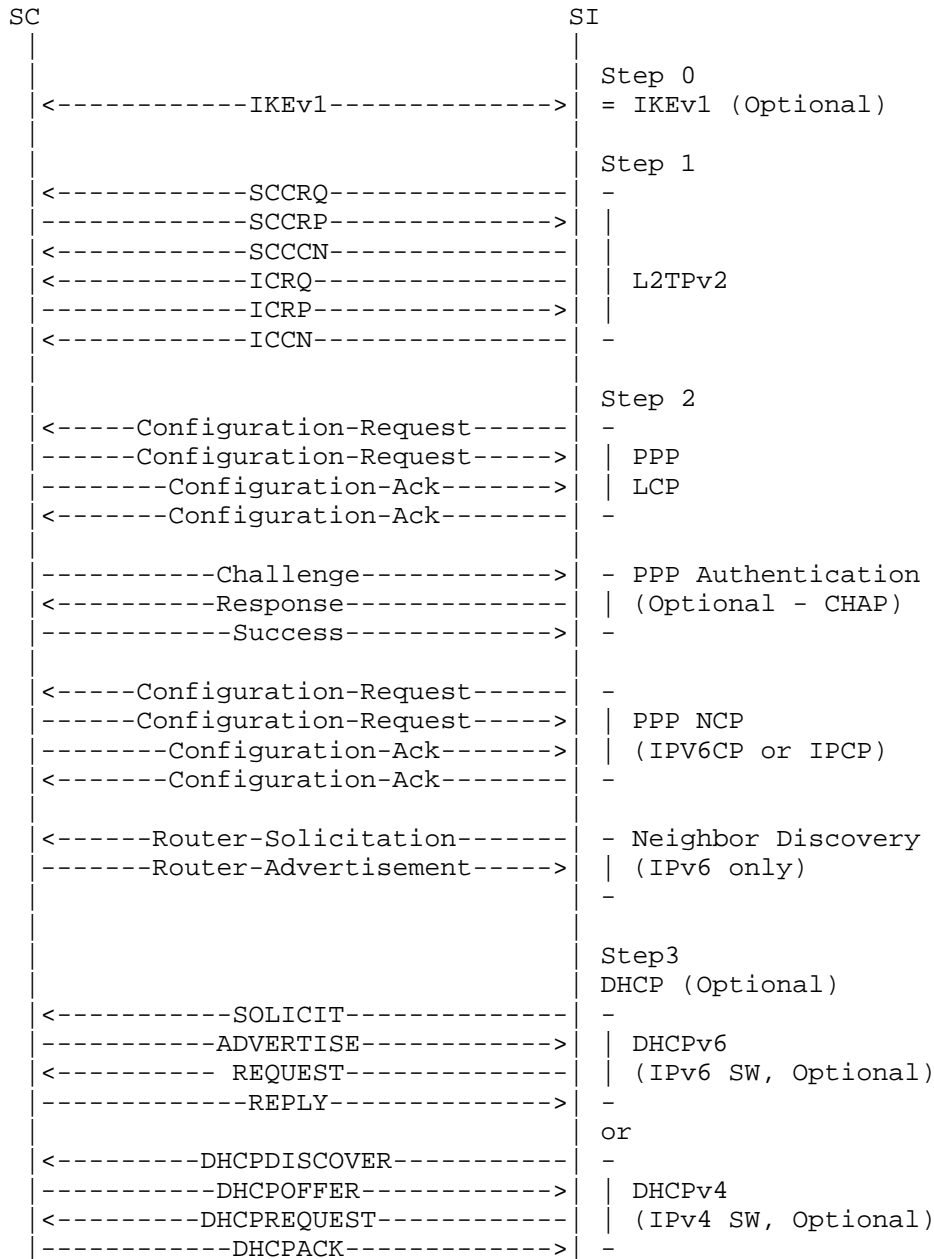 SC                                    SI
 |                                     |
 |                                     | Step 0
 |<------------IKEv1-------------->| = IKEv1 (Optional)
 |                                     |
 |                                     | Step 1
 |<------------SCCRQ---------------| -
 |-------------SCCRP-------------->| |
 |<------------SCCCN---------------| |
 |<------------ICRQ----------------| | L2TPv2
 |-------------ICRP--------------->| |
 |<------------ICCN----------------| -
 |                                     |
 |                                     | Step 2
 |<-----Configuration-Request------| -
 |------Configuration-Request----->| | PPP
 |--------Configuration-Ack------->| | LCP
 |<-------Configuration-Ack--------| -
 |                                     |
 |-----------Challenge------------>| - PPP Authentication
 |<----------Response--------------| | (Optional - CHAP)
 |------------Success------------->| -
 |                                     |
 |<-----Configuration-Request------| -
 |------Configuration-Request----->| | PPP NCP
 |--------Configuration-Ack------->| | (IPV6CP or IPCP)
 |<-------Configuration-Ack--------| -
 |                                     |
 |<------Router-Solicitation-------| - Neighbor Discovery
 |-------Router-Advertisement----->| | (IPv6 only)
 |                                     | -
 |                                     |
 |                                     | Step3
 |                                     | DHCP (Optional)
 |<-----------SOLICIT--------------| -
 |-----------ADVERTISE------------>| | DHCPv6
 |<---------- REQUEST--------------| | (IPv6 SW, Optional)
 |-------------REPLY-------------->| -
 |                                     | or
 |<---------DHCPDISCOVER-----------| -
 |-----------DHCPOFFER------------>| | DHCPv4
 |<---------DHCPREQUEST------------| | (IPv4 SW, Optional)
 |------------DHCPACK------------->| -